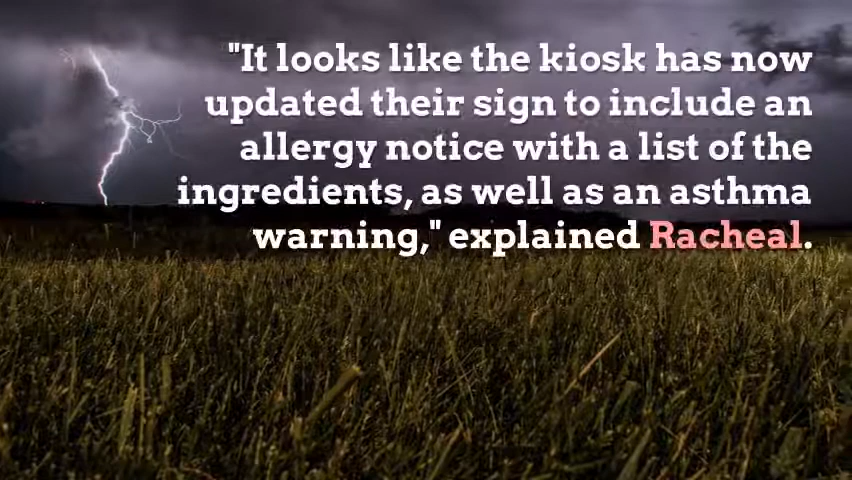 "It looks like the kiosk has now
updated their sign to include an
allergy notice with a list of the
ingredients, as well as an asthma
warning," explained Racheal.